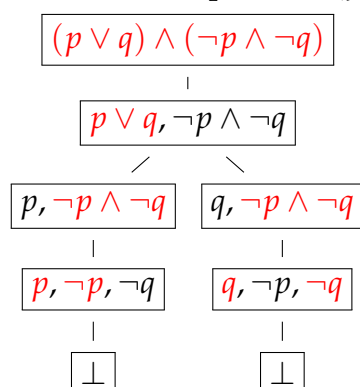 (p ∨ q) ∧ (¬p ∧ ¬q)
p ∨ q, ¬p ∧ ¬q
p, ¬p ∧ ¬q q, ¬p ∧ ¬q
p, ¬p, ¬q q, ¬p, ¬q
⊥ ⊥